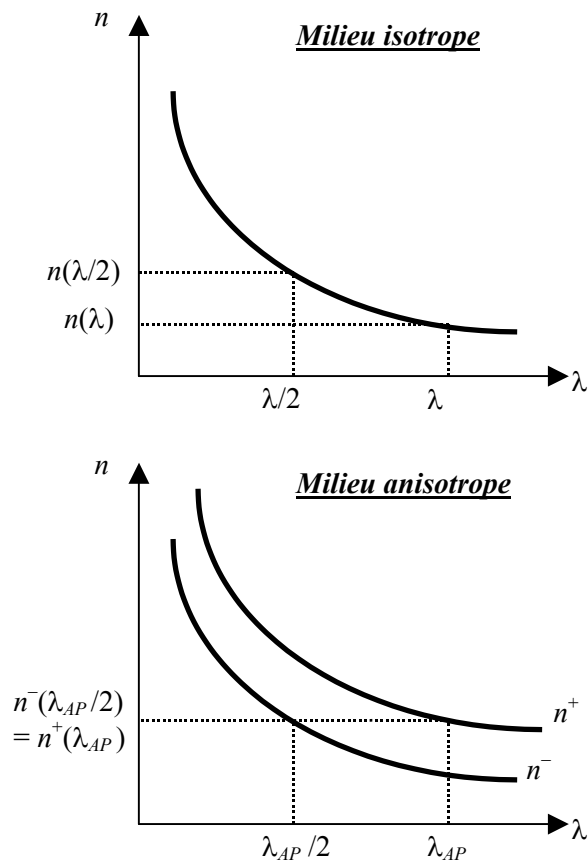 n
Milieu isotrope
n(λ/2)
n(λ)
λ/2
λ
λ
n
Milieu anisotrope
n⁻(λ_AP/2)
= n⁺(λ_AP)
n⁺
n⁻
λ_AP/2
λ_AP
λ